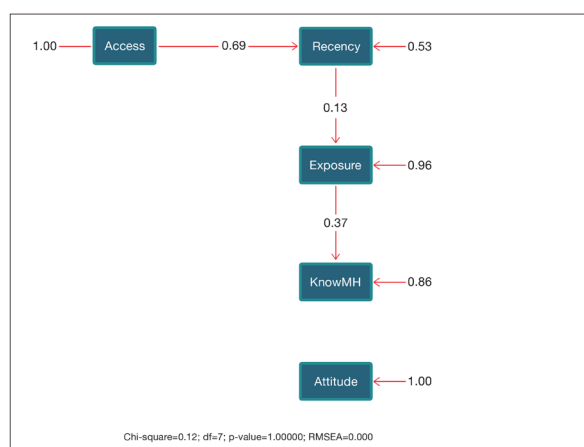 1.00 Access 0.69 Recency 0.53
0.13
Exposure 0.96
0.37
KnowMH 0.86
Attitude 1.00
Chi-square=0.12; df=7; p-value=1.00000; RMSEA=0.000